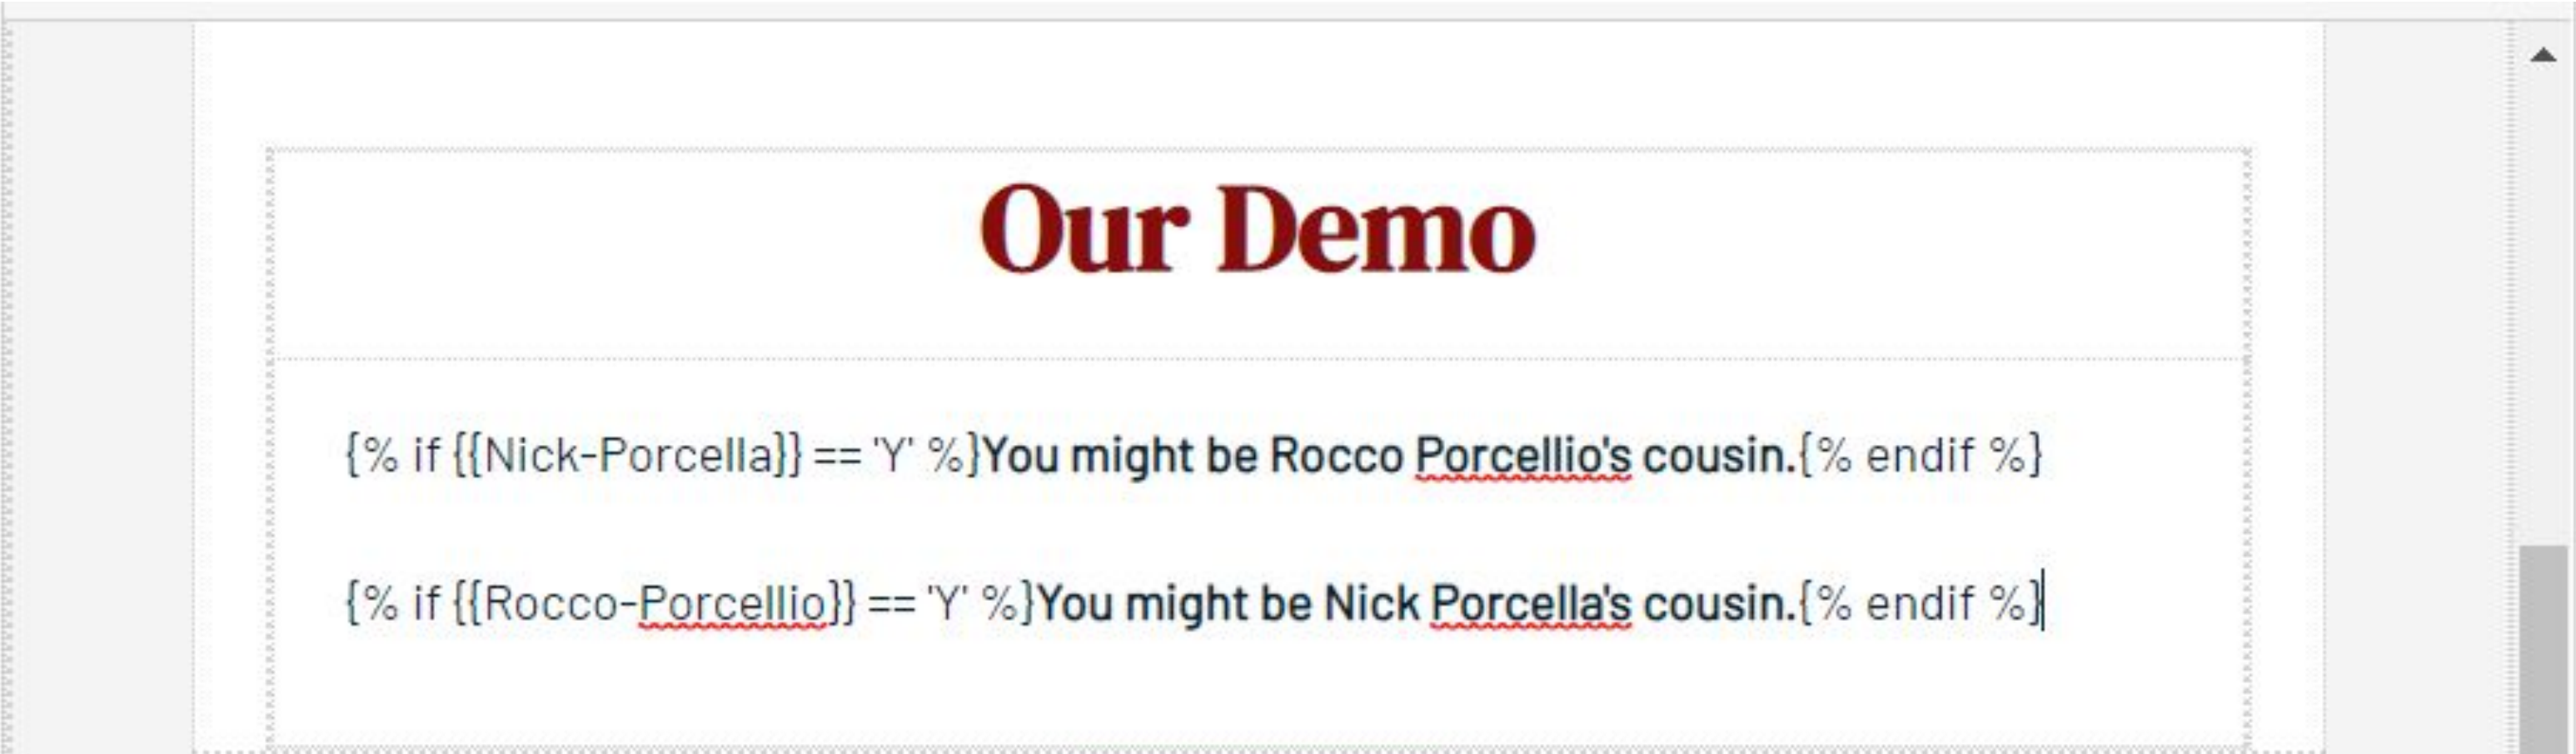 Our Demo
{% if {{Nick-Porcella}} == 'Y' %}You might be Rocco Porcellio's cousin.{% endif %}
{% if {{Rocco-Porcellio}} == 'Y' %}You might be Nick Porcella's cousin.{% endif %}